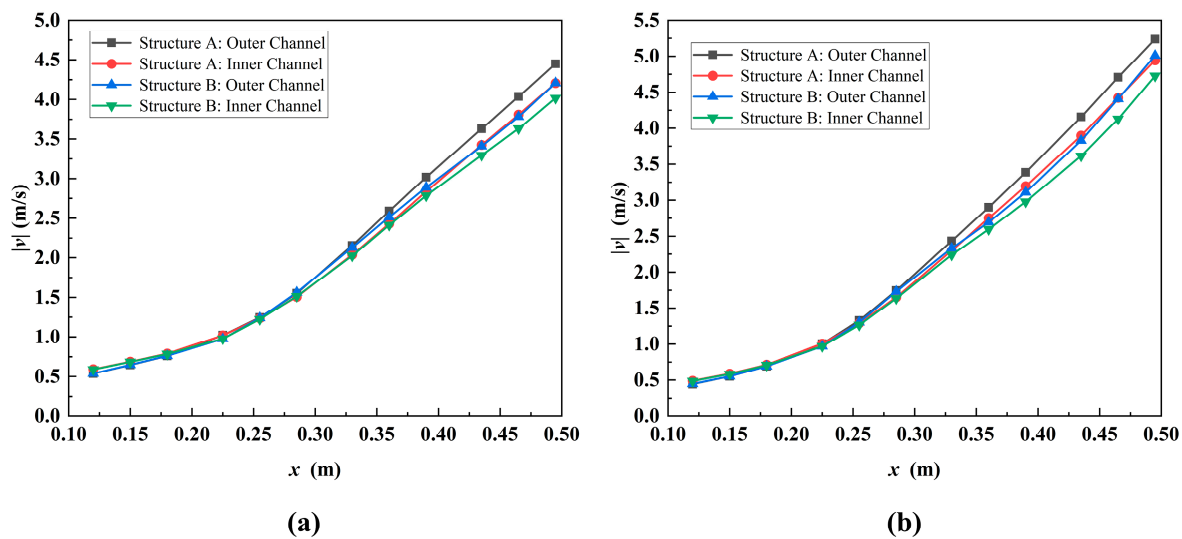 5.0
4.5
4.0
3.5
3.0
2.5
2.0
1.5
1.0
0.5
0.0
|v| (m/s)
Structure A: Outer Channel
Structure A: Inner Channel
Structure B: Outer Channel
Structure B: Inner Channel
0.10 0.15 0.20 0.25 0.30 0.35 0.40 0.45 0.50
x (m)
(a)
5.5
5.0
4.5
4.0
3.5
3.0
2.5
2.0
1.5
1.0
0.5
0.0
|v| (m/s)
Structure A: Outer Channel
Structure A: Inner Channel
Structure B: Outer Channel
Structure B: Inner Channel
0.10 0.15 0.20 0.25 0.30 0.35 0.40 0.45 0.50
x (m)
(b)